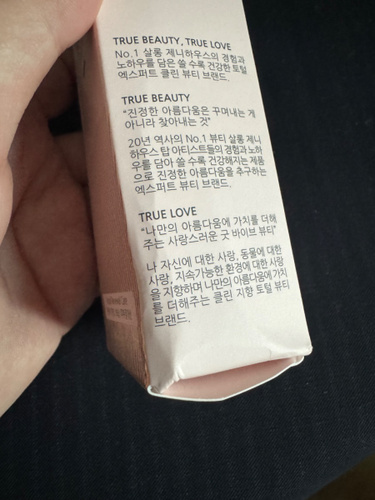 TRUE BEAUTY, TRUE LOVE
No.1 살롱 제니하우스의 경험과
노하우를 담은 쓸 수록 건강한 토털
엑스퍼트 클린 뷰티 브랜드.
TRUE BEAUTY
“진정한 아름다움은 꾸며내는 게
아니라 찾아내는 것”
20년 역사의 No.1 뷰티 살롱 제니
하우스 탑 아티스트들의 경험과 노하
우를 담아 쓸 수록 건강해지는 제품
으로 진정한 아름다움을 추구하는
엑스퍼트 뷰티 브랜드.
TRUE LOVE
“나만의 아름다움에 가치를 더해
주는 사랑스러운 굿 바이브 뷰티”
나 자신에 대한 사랑, 동물에 대한
사랑, 지속가능한 환경에 대한 사랑
을 지향하며 나만의 아름다움에 가치
를 더해주는 클린 지향 토털 뷰티
브랜드.